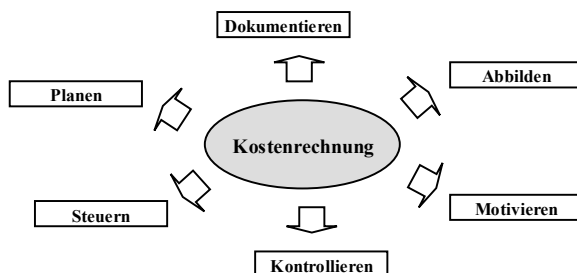 Dokumentieren
Planen
Abbilden
Kostenrechnung
Steuern
Motivieren
Kontrollieren